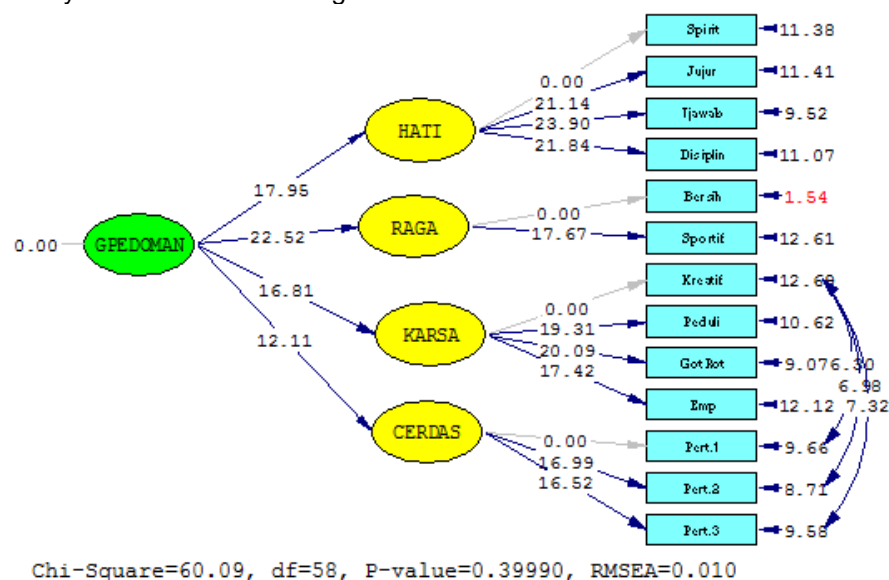 Spirit 11.38
0.00
Jujur 11.41
21.14
Tjawab 9.52
23.90
HATI
21.84
Disiplin 11.07
17.95
Bersih 1.54
0.00
RAGA
17.67
Sportif 12.61
0.00 GPEDOMAN
22.52
Kreatif 12.60
16.81
0.00
Peduli 10.62
19.31
KARSA
12.11
20.09
GotRot 9.07 6.30
17.42
6.98
Emp 12.12 7.32
CERDAS
0.00
Pert.1 9.66
16.99
Pert.2 8.71
16.52
Pert.3 9.58
Chi-Square=60.09, df=58, P-value=0.39990, RMSEA=0.010